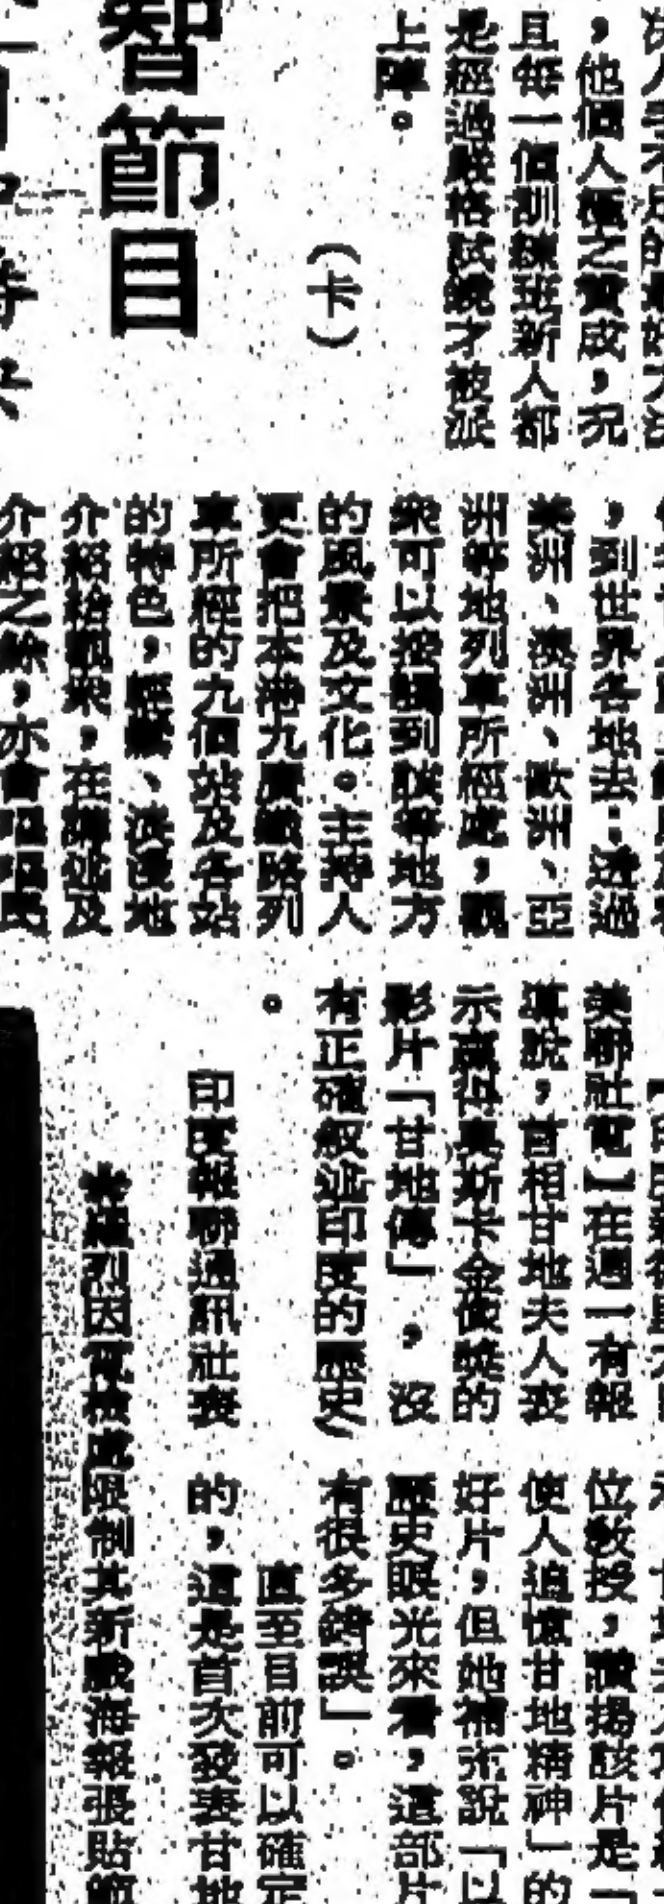 ，他個人極之贊成，況
且每一個訓練班新人都
是經過嚴格試鏡才被派
上陣。
（卡）
智節目
，到世界各地去：透過
美洲、澳洲、歐洲、亞
洲等地列車所經處，觀
衆可以接觸到該等地方
的風景及文化。主持人
更會把本港九廣鐵路列
車所經的九個站及各站
的特色，輕鬆、活潑地
介紹給觀衆，在講述及
介紹之餘，亦會
美聯社電】在週一有報
導說，首相甘地夫人表
示贏得奧斯卡金像獎的
影片「甘地傳」，沒
有正確叙述印度的歷史
。
印度報聯通訊社表
位教授，讚揚該片是一
使人追憶甘地精神」的
好片，但她補充說「以
歷史眼光來看，這部片
有很多錯誤」。
直至目前可以確定
的，這是首次發表甘地
烈因
限制其新戲海報張貼